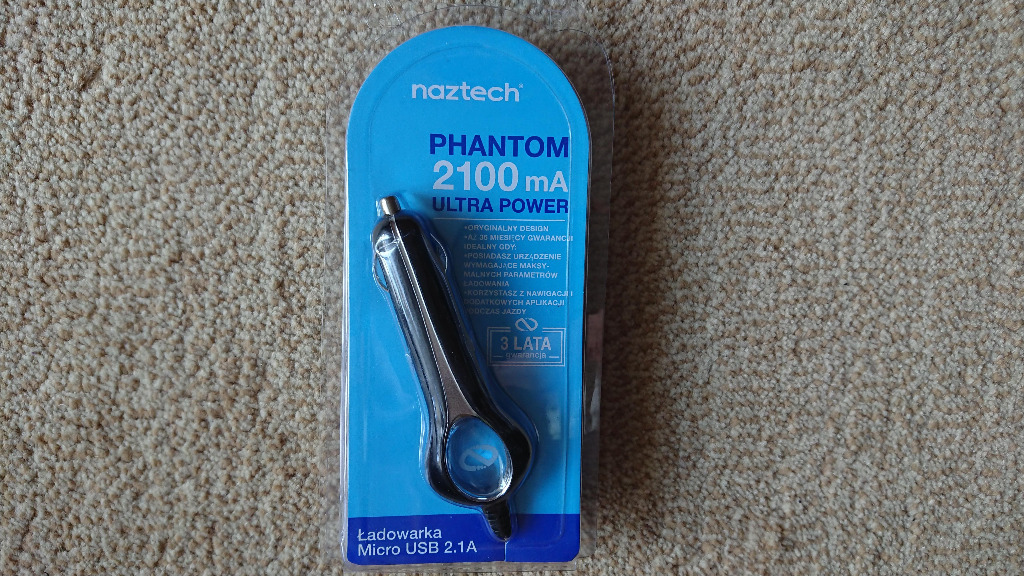 naztech®
PHANTOM
2100 mA
ULTRA POWER
•ORYGINALNY DESIGN
•AŻ 36 MIESIĘCY GWARANCJI
IDEALNY GDY:
•POSIADASZ URZĄDZENIE
WYMAGAJĄCE MAKSY-
MALNYCH PARAMETRÓW
ŁADOWANIA
•KORZYSTASZ Z NAWIGACJI I
DODATKOWYCH APLIKACJI
PODCZAS JAZDY
3 LATA
gwarancja
Ładowarka
Micro USB 2.1A